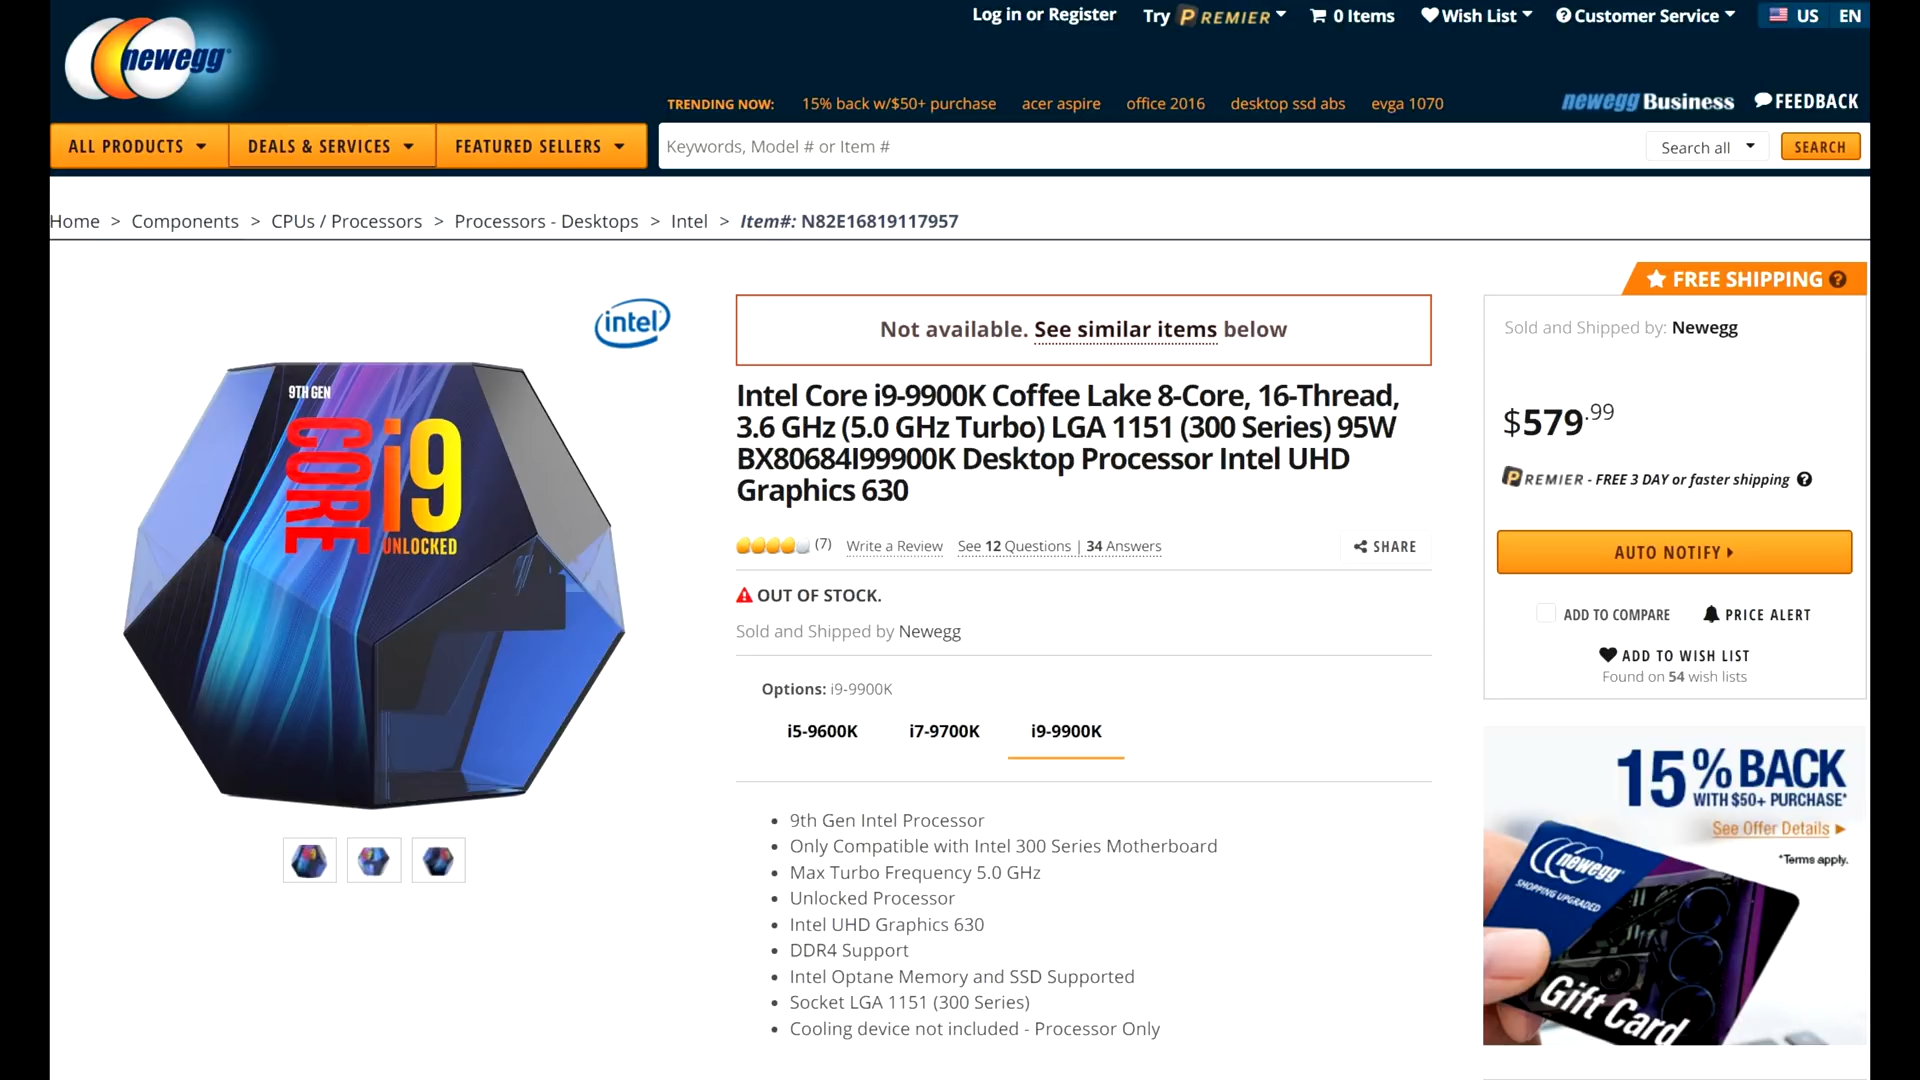 Log in or Register
Try PREMIER
0 Items
Wish List
Customer Service
US
EN
newegg
TRENDING NOW:
15% back w/$50+ purchase
acer aspire
office 2016
desktop ssd abs
evga 1070
newegg Business
FEEDBACK
ALL PRODUCTS
DEALS & SERVICES
FEATURED SELLERS
Keywords, Model # or Item #
Search all
SEARCH
Home > Components > CPUs / Processors > Processors - Desktops > Intel > Item#: N82E16819117957
intel
9TH GEN
CORE
i9
UNLOCKED
Not available. See similar items below
Intel Core i9-9900K Coffee Lake 8-Core, 16-Thread,
3.6 GHz (5.0 GHz Turbo) LGA 1151 (300 Series) 95W
BX80684I99900K Desktop Processor Intel UHD
Graphics 630
(7)
Write a Review
See 12 Questions | 34 Answers
SHARE
OUT OF STOCK.
Sold and Shipped by Newegg
Options: i9-9900K
i5-9600K
i7-9700K
i9-9900K
9th Gen Intel Processor
Only Compatible with Intel 300 Series Motherboard
Max Turbo Frequency 5.0 GHz
Unlocked Processor
Intel UHD Graphics 630
DDR4 Support
Intel Optane Memory and SSD Supported
Socket LGA 1151 (300 Series)
Cooling device not included - Processor Only
FREE SHIPPING
Sold and Shipped by: Newegg
$579.99
PREMIER - FREE 3 DAY or faster shipping
AUTO NOTIFY
ADD TO COMPARE
PRICE ALERT
ADD TO WISH LIST
Found on 54 wish lists
15% BACK
WITH $50+ PURCHASE*
See Offer Details
*Terms apply.
newegg
SHOPPING UPGRADED
Gift Card